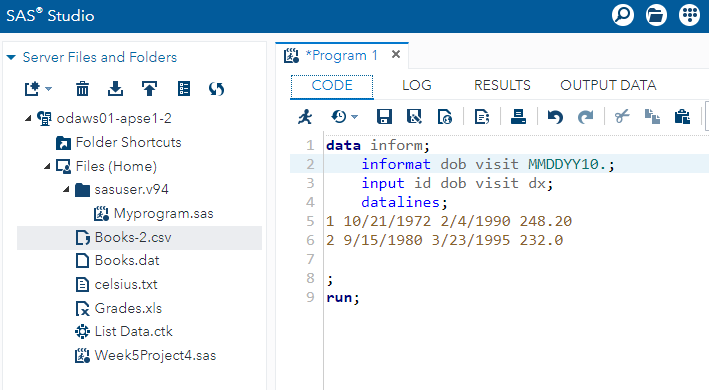 SAS® Studio
Server Files and Folders
odaws01-apse1-2
Folder Shortcuts
Files (Home)
sasuser.v94
Myprogram.sas
Books-2.csv
Books.dat
celsius.txt
Grades.xls
List Data.ctk
Week5Project4.sas
*Program 1
CODE LOG RESULTS OUTPUT DATA
1 data inform;
2 informat dob visit MMDDYY10.;
3 input id dob visit dx;
4 datalines;
5 1 10/21/1972 2/4/1990 248.20
6 2 9/15/1980 3/23/1995 232.0
7
8 ;
9 run;